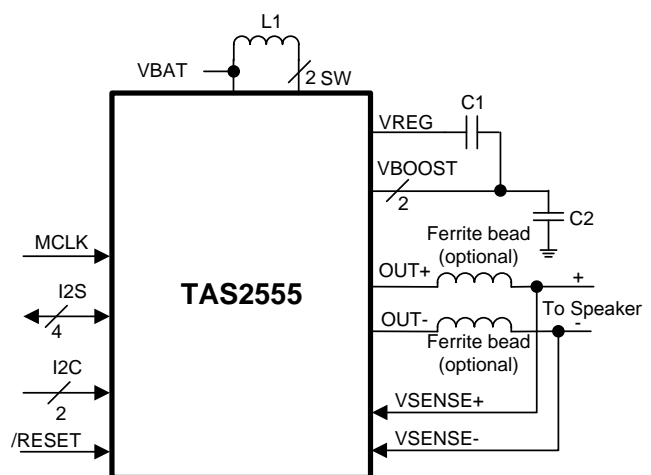 L1
VBAT
2 SW
C1
VREG
VBOOST
2
C2
Ferrite bead
(optional)
MCLK
OUT+
+
TAS2555
To Speaker
I2S
4
OUT-
-
Ferrite bead
(optional)
I2C
2
VSENSE+
/RESET
VSENSE-